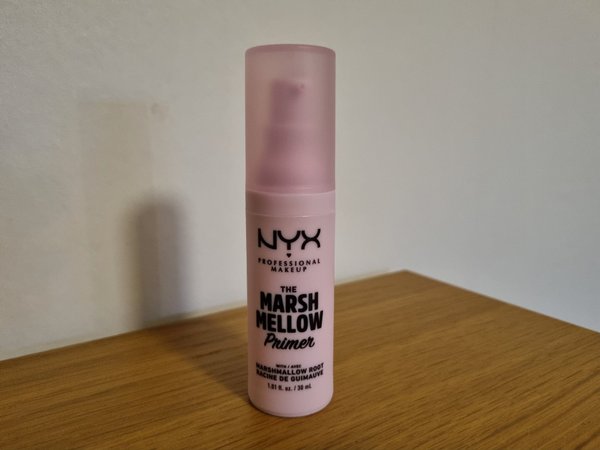 NYX
PROFESSIONAL
MAKEUP
THE
MARSH
MELLOW
Primer
WITH / AVEC
MARSHMALLOW ROOT
RACINE DE GUIMAUVE
1.01 fl. oz. / 30 mL